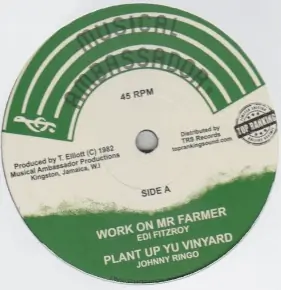 MUSICAL
AMBASSADOR
45 RPM
Distributed by
TRS Records
toprankingsound.com
TOP RANKING
Produced by T. Elliott (C) 1982
Musical Ambassador Productions
Kingston, Jamaica, W.I
SIDE A
WORK ON MR FARMER
EDI FITZROY
PLANT UP YU VINYARD
JOHNNY RINGO